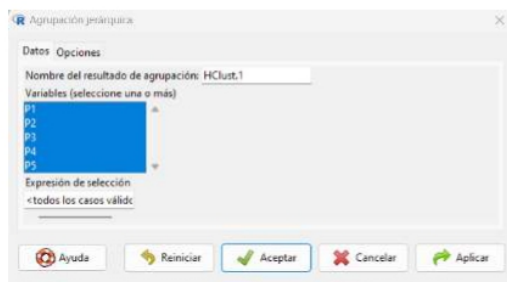 Agrupación jerárquica
Datos Opciones
Nombre del resultado de agrupación: HClust.1
Variables (seleccione una o más)
P1
P2
P3
P4
P5
Expresión de selección
<todos los casos válidc
Ayuda Reiniciar Aceptar Cancelar Aplicar